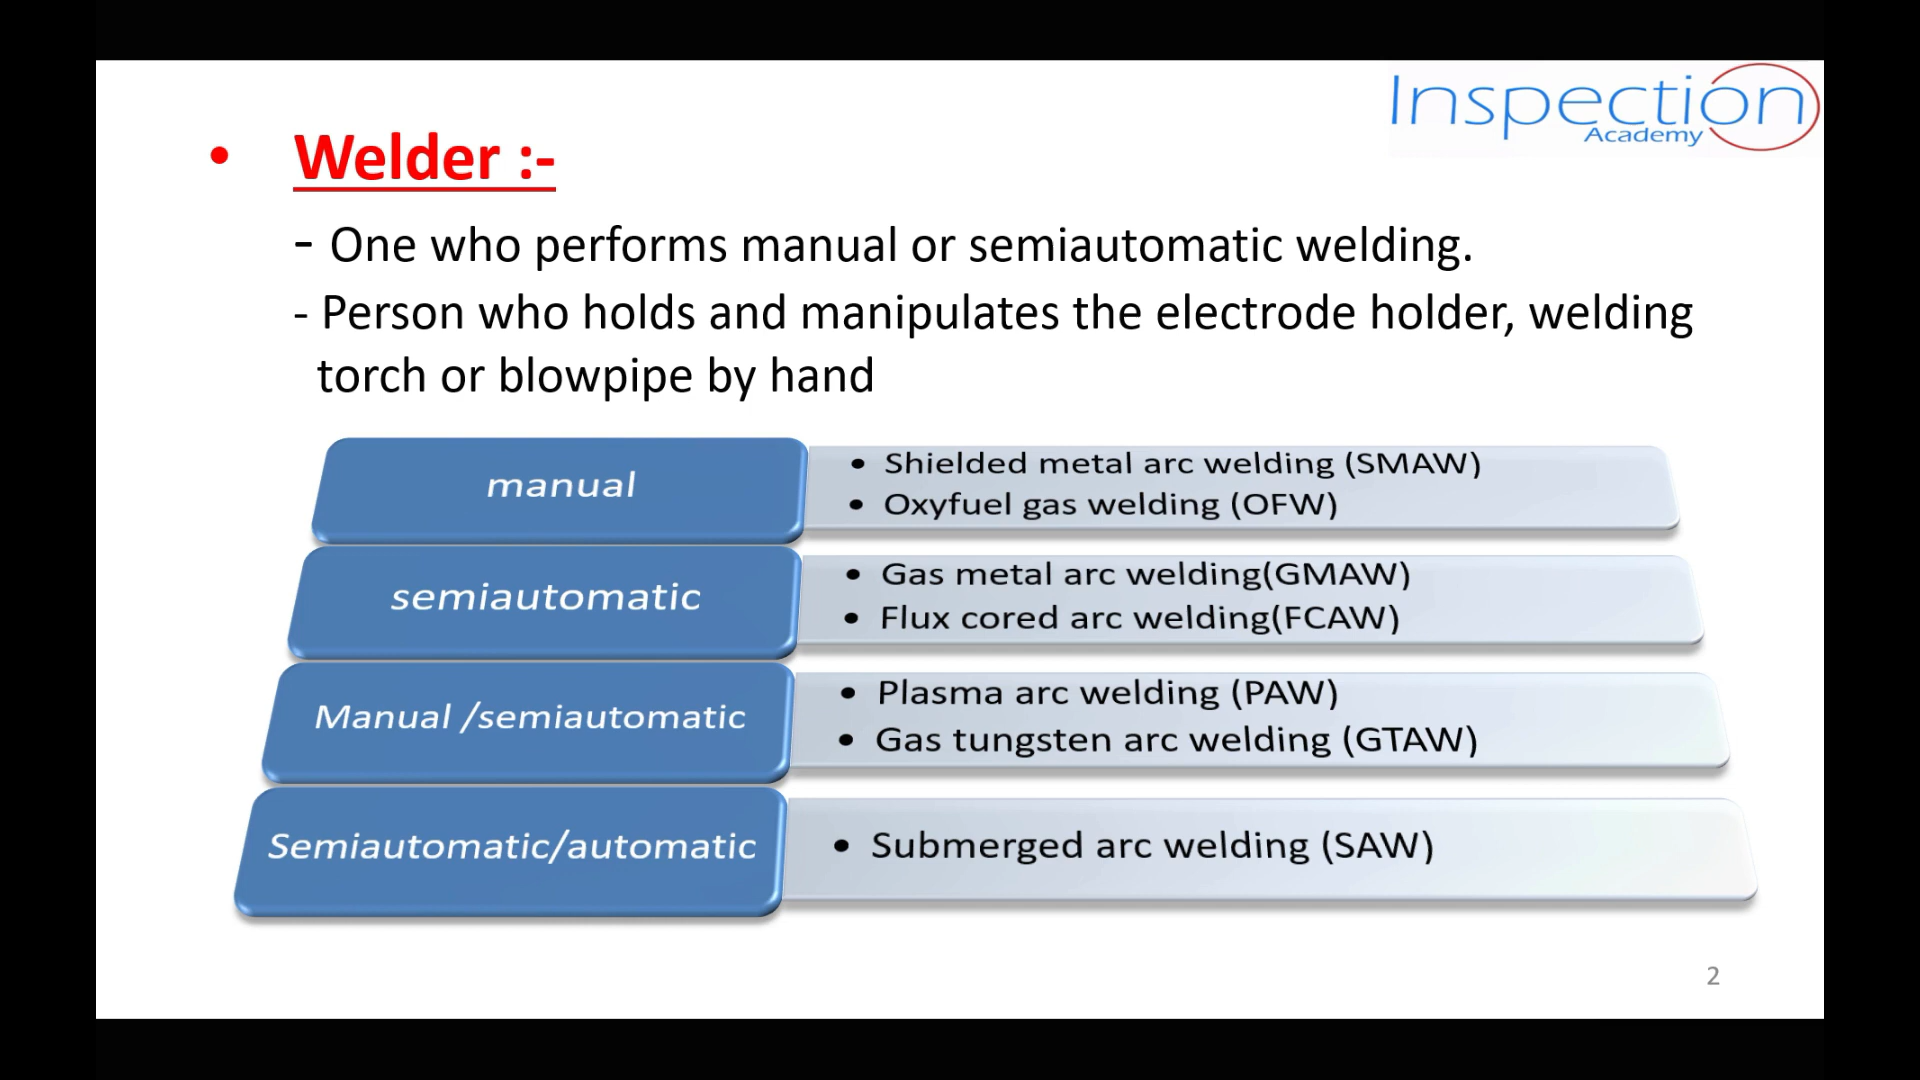 Inspection
Academy
• Welder :-
- One who performs manual or semiautomatic welding.
- Person who holds and manipulates the electrode holder, welding
torch or blowpipe by hand
manual
• Shielded metal arc welding (SMAW)
• Oxyfuel gas welding (OFW)
semiautomatic
• Gas metal arc welding(GMAW)
• Flux cored arc welding(FCAW)
Manual /semiautomatic
• Plasma arc welding (PAW)
• Gas tungsten arc welding (GTAW)
Semiautomatic/automatic
• Submerged arc welding (SAW)
2